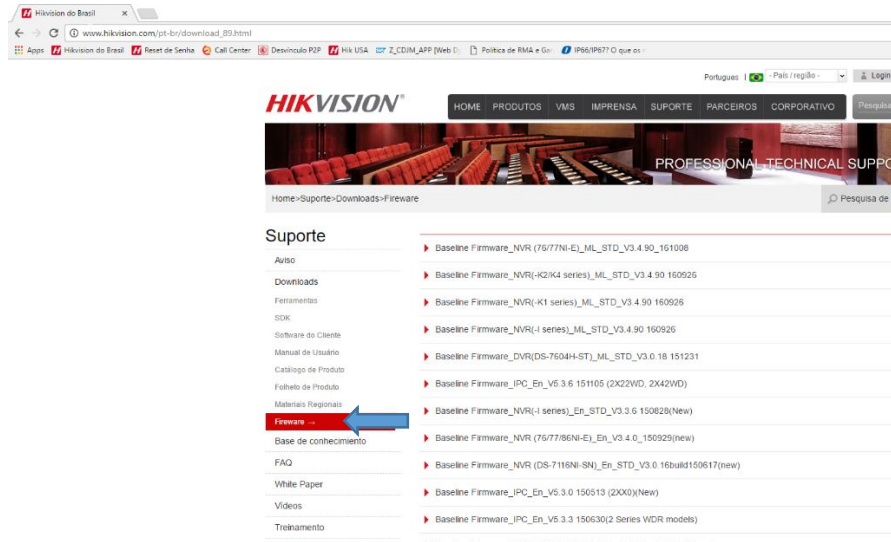 Hikvision do Brasil
www.hikvision.com/pt-br/download_89.html
Apps Hikvision do Brasil Reset de Senha Call Center Desvinculo P2P Hik USA Z_CDJM_APP [Web D Politica de RMA e Ga IP66/IP67? O que os
Portugues | - País / região - Login
HIKVISION®
HOME PRODUTOS VMS IMPRENSA SUPORTE PARCEIROS CORPORATIVO Pesquisa
PROFESSIONAL TECHNICAL SUPPO
Home>Suporte>Downloads>Fireware
Pesquisa de
Suporte
Aviso
Downloads
Ferramentas
SDK
Software do Cliente
Manual de Usuário
Catálogo de Produto
Folheto de Produto
Materiais Regionais
Fireware →
Base de conhecimiento
FAQ
White Paper
Videos
Treinamento
Baseline Firmware_NVR (76/77NI-E)_ML_STD_V3.4.90_161008
Baseline Firmware_NVR(-K2/K4 series)_ML_STD_V3.4.90 160926
Baseline Firmware_NVR(-K1 series)_ML_STD_V3.4.90 160926
Baseline Firmware_NVR(-I series)_ML_STD_V3.4.90 160926
Baseline Firmware_DVR(DS-7604H-ST)_ML_STD_V3.0.18 151231
Baseline Firmware_IPC_En_V5.3.6 151105 (2X22WD, 2X42WD)
Baseline Firmware_NVR(-I series)_En_STD_V3.3.6 150828(New)
Baseline Firmware_NVR (76/77/86NI-E)_En_V3.4.0_150929(new)
Baseline Firmware_NVR (DS-7116NI-SN)_En_STD_V3.0.16build150617(new)
Baseline Firmware_IPC_En_V5.3.0 150513 (2XX0)(New)
Baseline Firmware_IPC_En_V5.3.3 150630(2 Series WDR models)